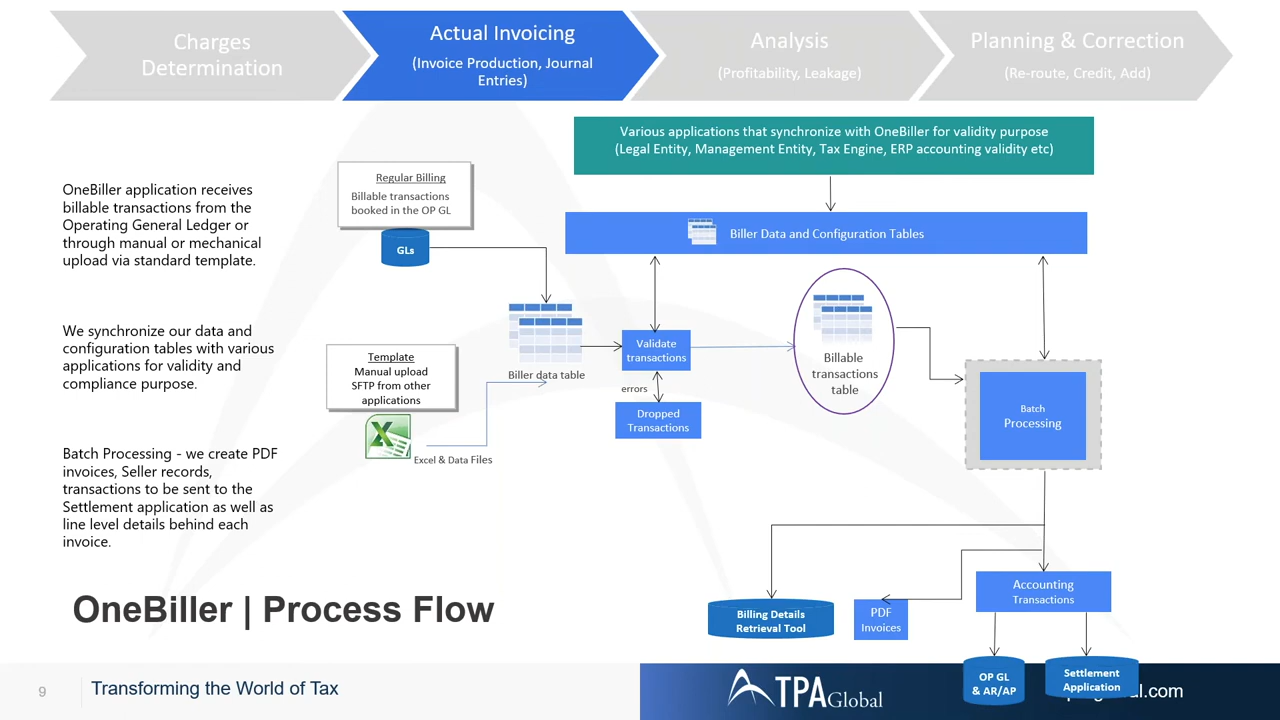 Charges
Determination
Actual Invoicing
(Invoice Production, Journal
Entries)
Analysis
(Profitability, Leakage)
Planning & Correction
(Re-route, Credit, Add)
Various applications that synchronize with OneBiller for validity purpose
(Legal Entity, Management Entity, Tax Engine, ERP accounting validity etc)
OneBiller application receives
billable transactions from the
Operating General Ledger or
through manual or mechanical
upload via standard template.
We synchronize our data and
configuration tables with various
applications for validity and
compliance purpose.
Batch Processing - we create PDF
invoices, Seller records,
transactions to be sent to the
Settlement application as well as
line level details behind each
invoice.
Regular Billing
Billable transactions
booked in the OP GL
GLs
Biller Data and Configuration Tables
Template
Manual upload
SFTP from other
applications
Excel & Data Files
Biller data table
Validate
transactions
errors
Dropped
Transactions
Billable
transactions
table
Batch
Processing
Billing Details
Retrieval Tool
PDF
Invoices
Accounting
Transactions
OP GL
& AR/AP
Settlement
Application
OneBiller | Process Flow
9
Transforming the World of Tax
TPA Global
.com